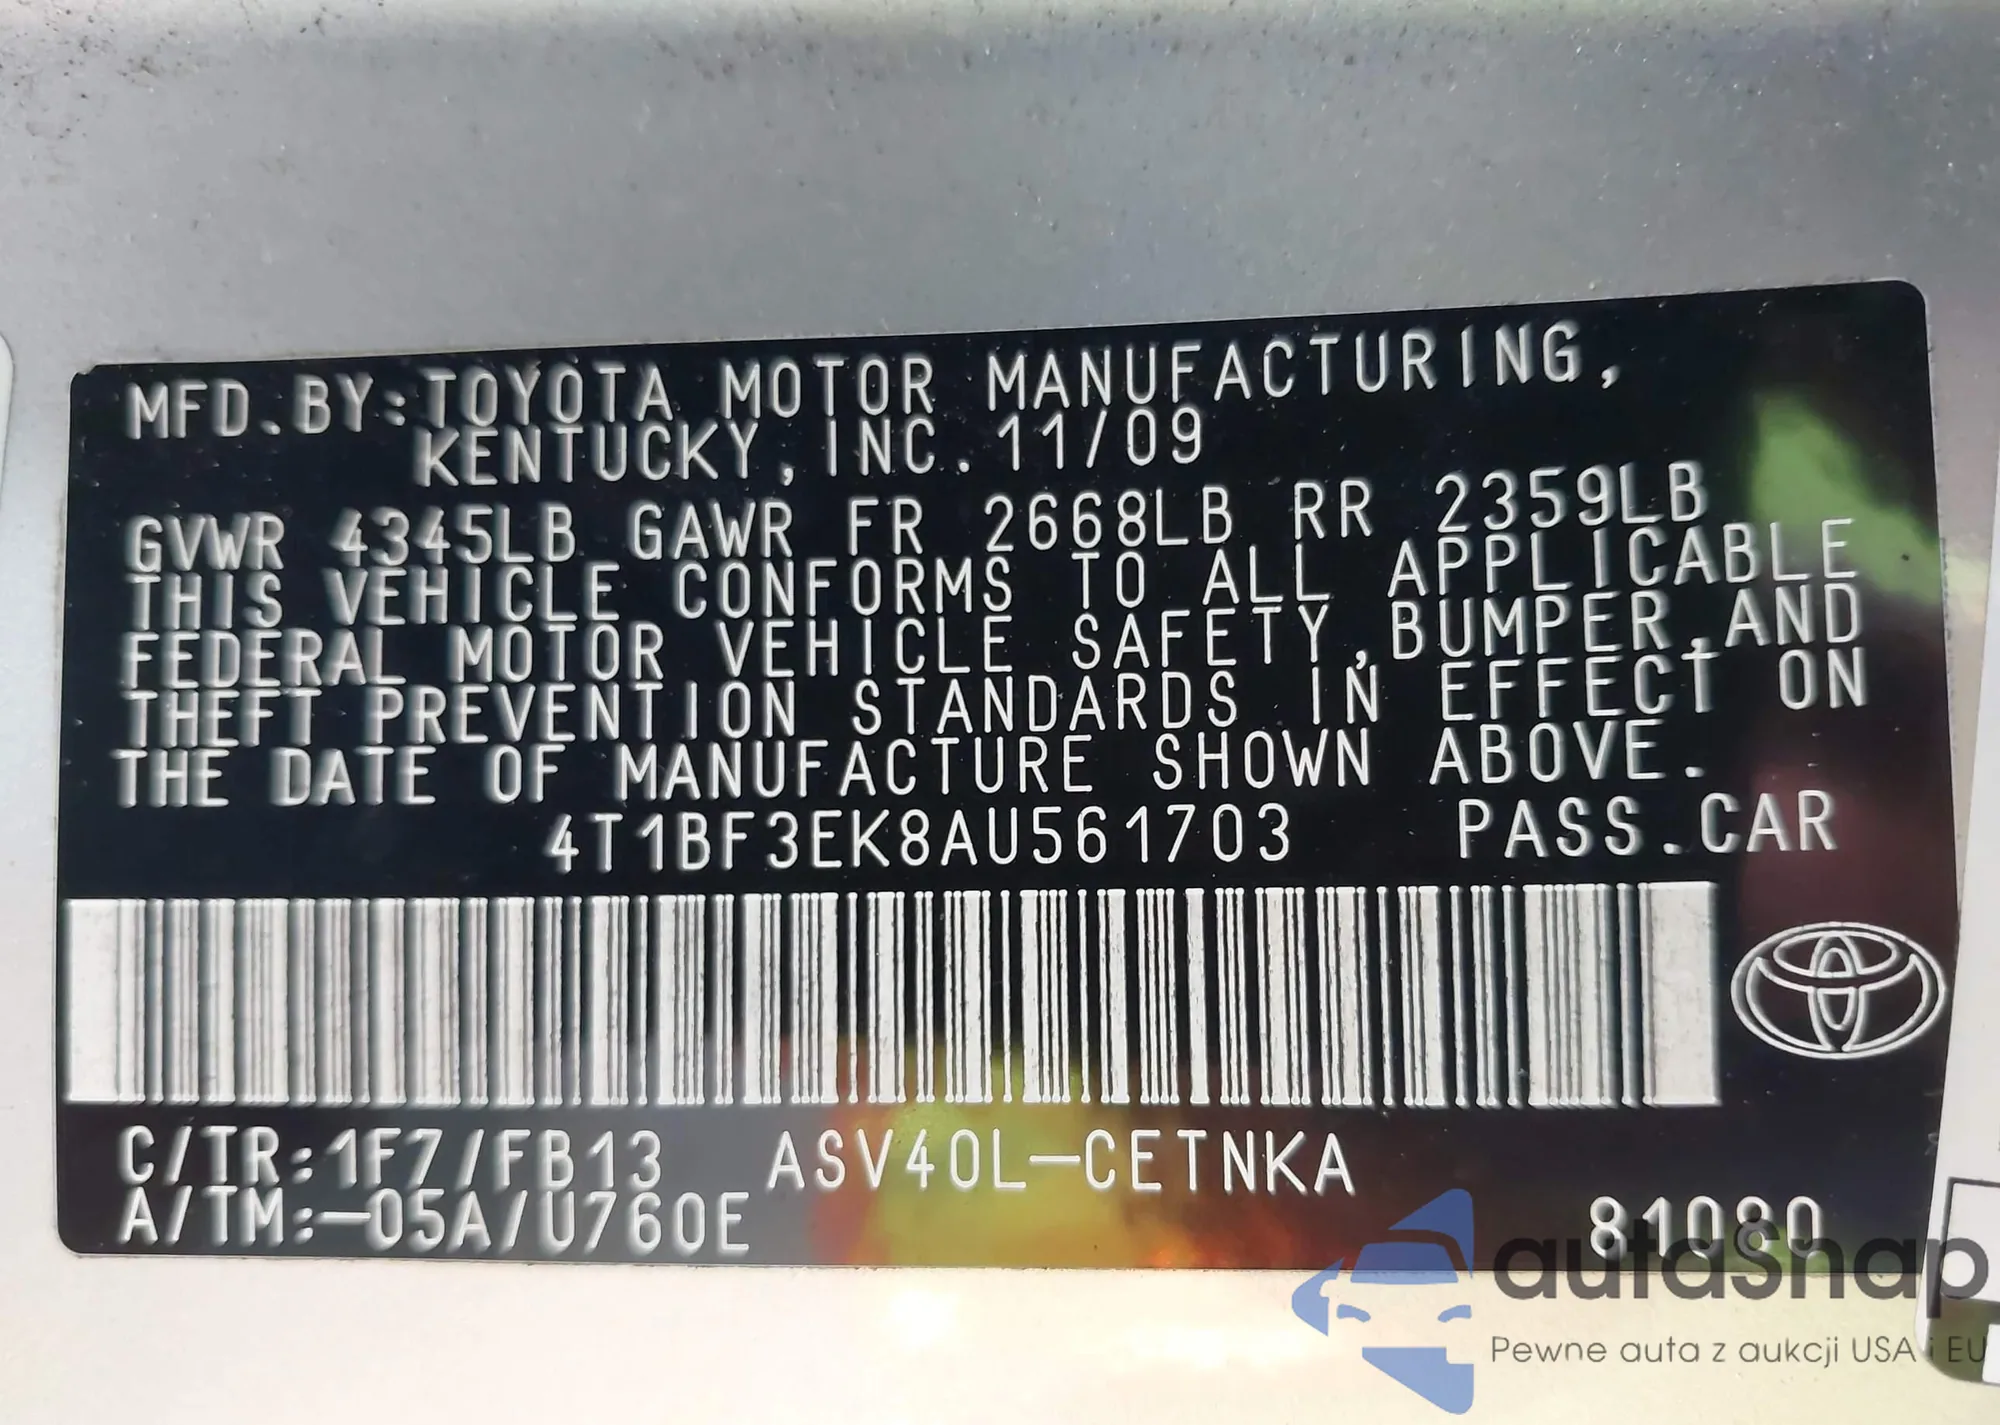 MFD.BY:TOYOTA MOTOR MANUFACTURING,
KENTUCKY, INC. 11/09
GVWR 4345LB GAWR FR 2668LB RR 2359LB
THIS VEHICLE CONFORMS TO ALL APPLICABLE
FEDERAL MOTOR VEHICLE SAFETY,BUMPER,AND
THEFT PREVENTION STANDARDS IN EFFECT ON
THE DATE OF MANUFACTURE SHOWN ABOVE.
4T1BF3EK8AU561703 PASS.CAR
C/TR:1F7/FB13 ASV40L-CETNKA
A/TM:-05A/U760E 81080
autaSnap
Pewne auta z aukcji USA i EU